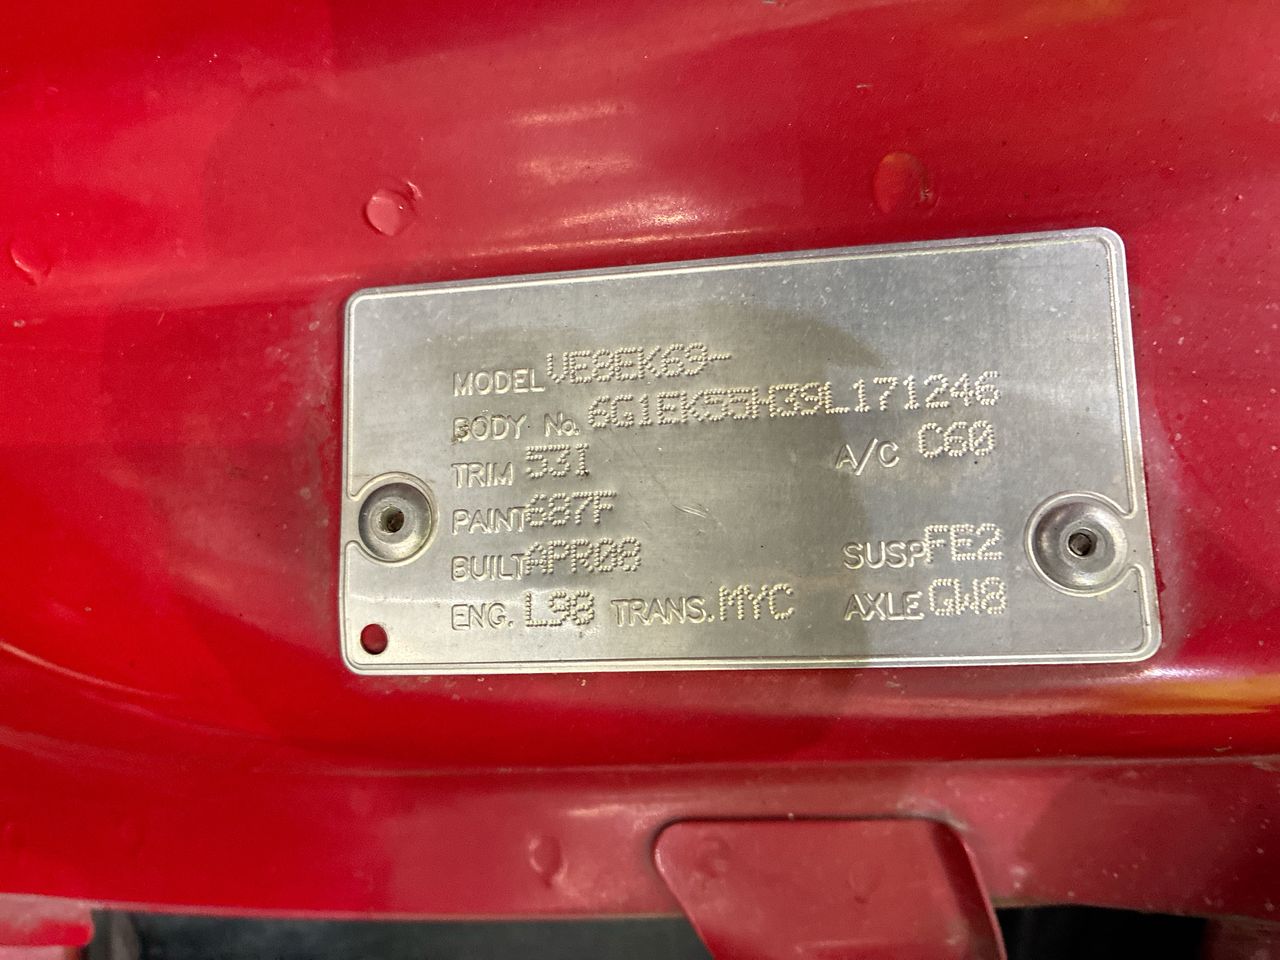 MODEL VE8EK69-
BODY No. 6G1EK55H39L171246
TRIM 53I A/C C60
PAINT 687F
BUILT APR08 SUSP FE2
ENG. L98 TRANS. MYC AXLE GW8